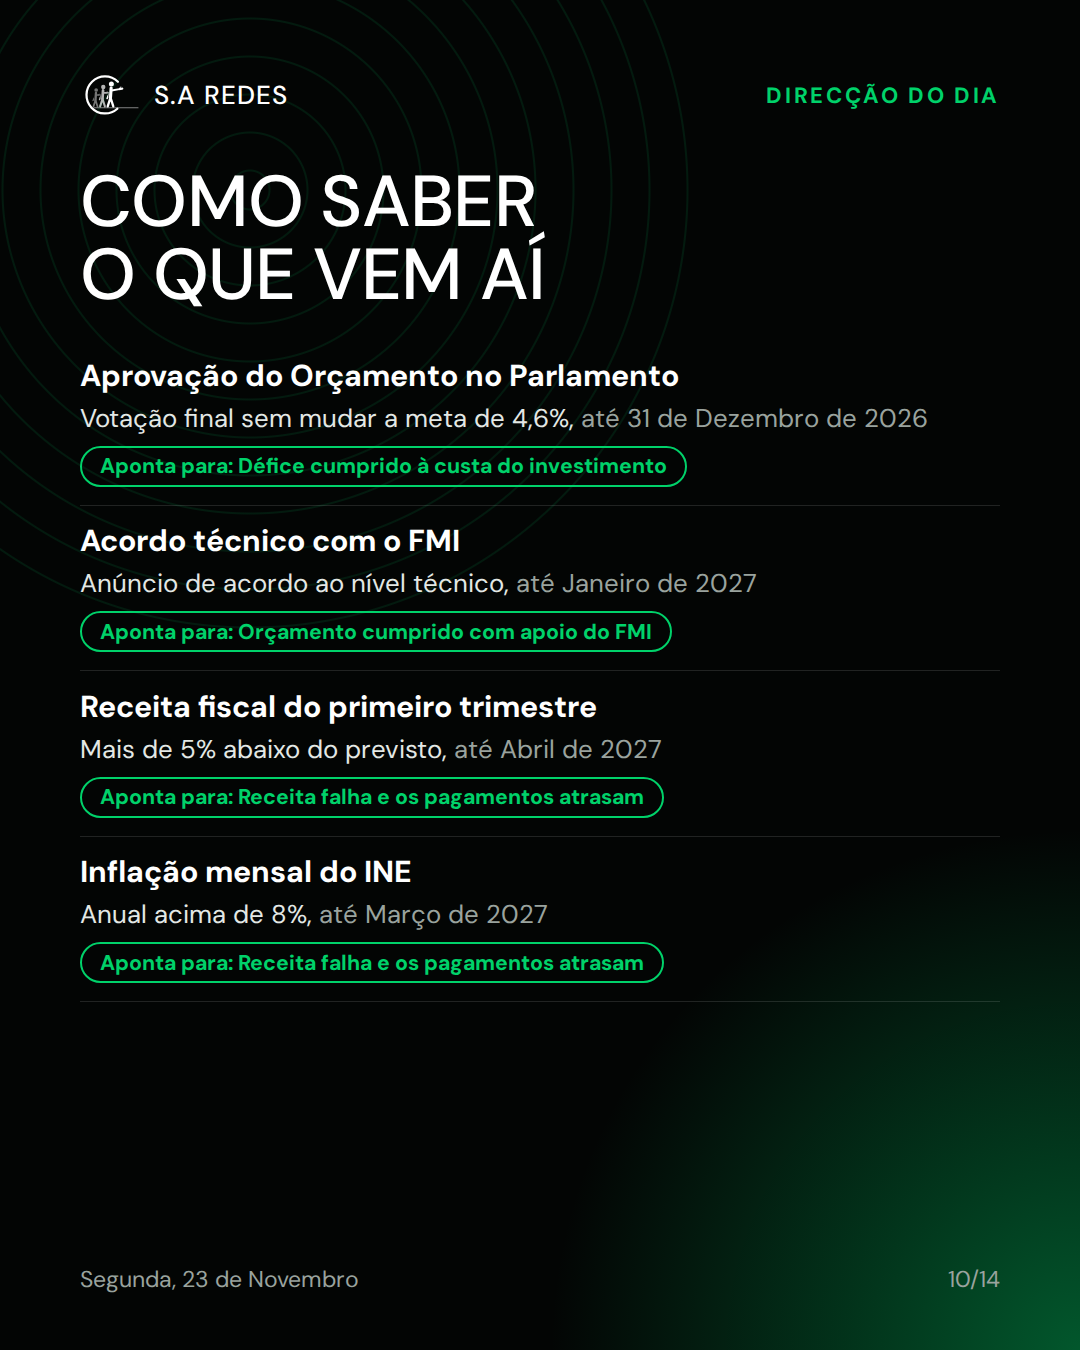 S.A REDES
DIRECÇÃO DO DIA
COMO SABER
O QUE VEM AÍ
Aprovação do Orçamento no Parlamento
Votação final sem mudar a meta de 4,6%, até 31 de Dezembro de 2026
Aponta para: Défice cumprido à custa do investimento
Acordo técnico com o FMI
Anúncio de acordo ao nível técnico, até Janeiro de 2027
Aponta para: Orçamento cumprido com apoio do FMI
Receita fiscal do primeiro trimestre
Mais de 5% abaixo do previsto, até Abril de 2027
Aponta para: Receita falha e os pagamentos atrasam
Inflação mensal do INE
Anual acima de 8%, até Março de 2027
Aponta para: Receita falha e os pagamentos atrasam
Segunda, 23 de Novembro
10/14